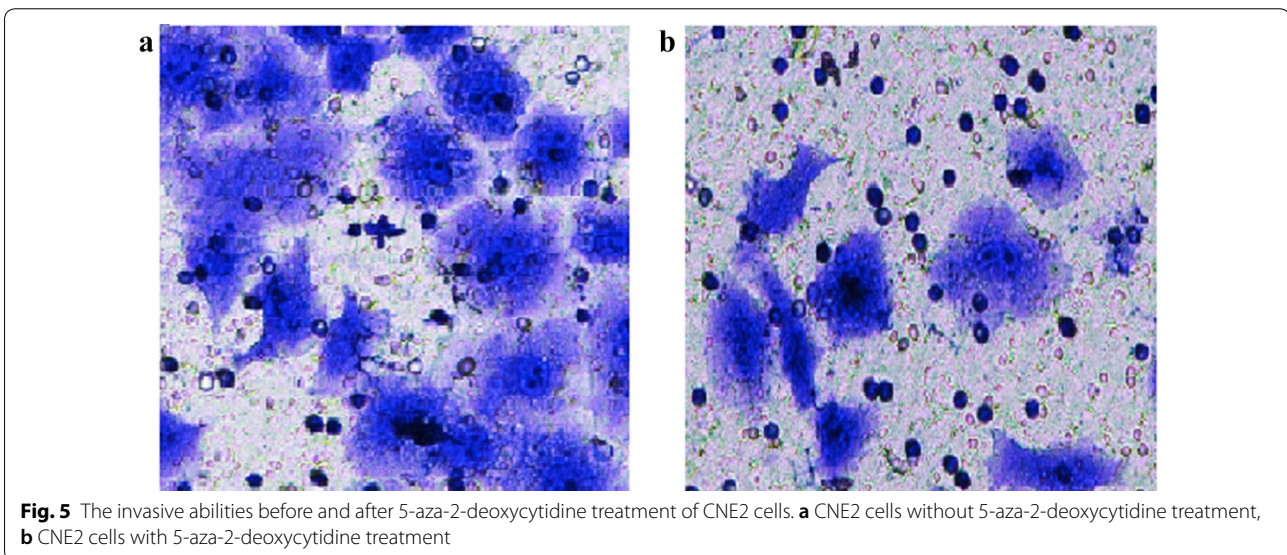 a
b
Fig. 5 The invasive abilities before and after 5-aza-2-deoxycytidine treatment of CNE2 cells. a CNE2 cells without 5-aza-2-deoxycytidine treatment,
b CNE2 cells with 5-aza-2-deoxycytidine treatment